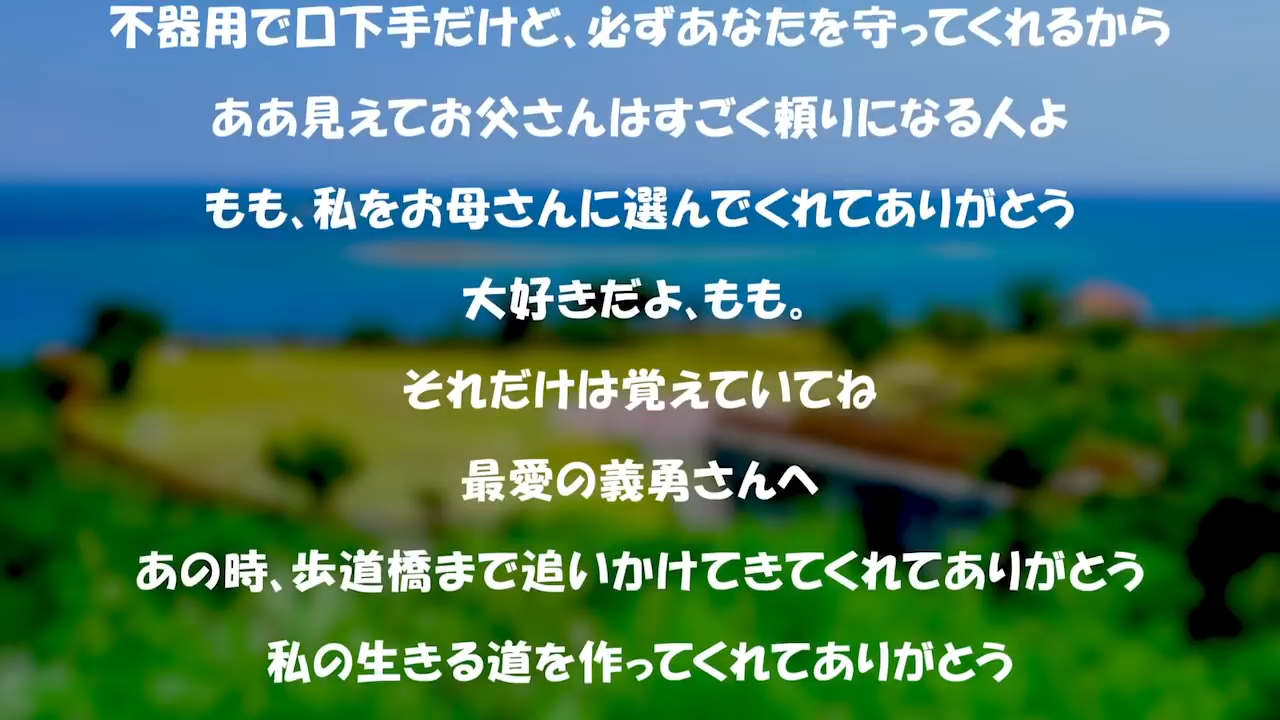 不器用で口下手だけど、必ずあなたを守ってくれるから
ああ見えてお父さんはすごく頼りになる人よ
もも、私をお母さんに選んでくれてありがとう
大好きだよ、もも。
それだけは覚えていてね
最愛の義勇さんへ
あの時、歩道橋まで追いかけてきてくれてありがとう
私の生きる道を作ってくれてありがとう